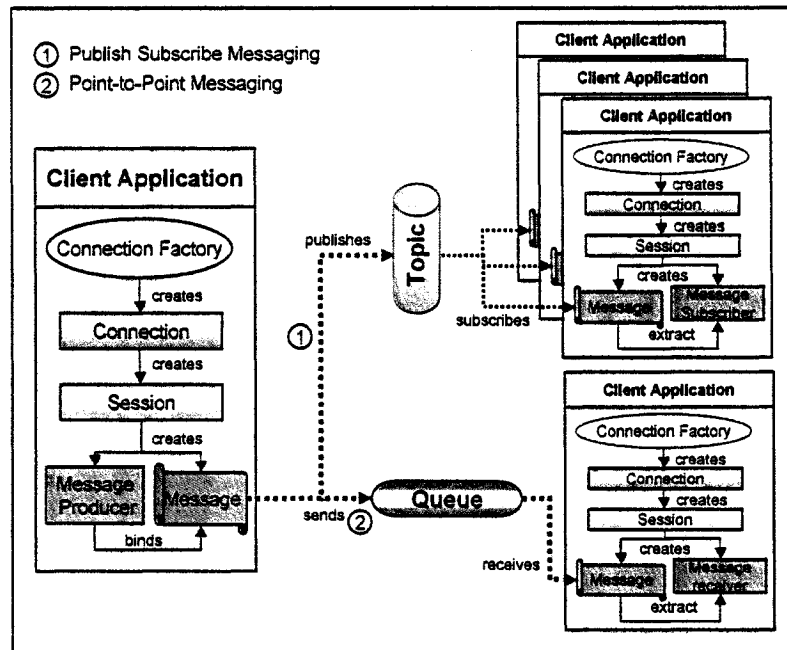 ① Publish Subscribe Messaging
② Point-to-Point Messaging
Client Application
Connection Factory
creates
Connection
creates
Session
creates
Message
Producer
Message
binds
publishes
①
Topic
subscribes
sends
②
Queue
receives
Client Application
Client Application
Client Application
Connection Factory
creates
Connection
creates
Session
creates
Message
Message
Subscriber
extract
Client Application
Connection Factory
creates
Connection
creates
Session
creates
Message
Message
receiver
extract